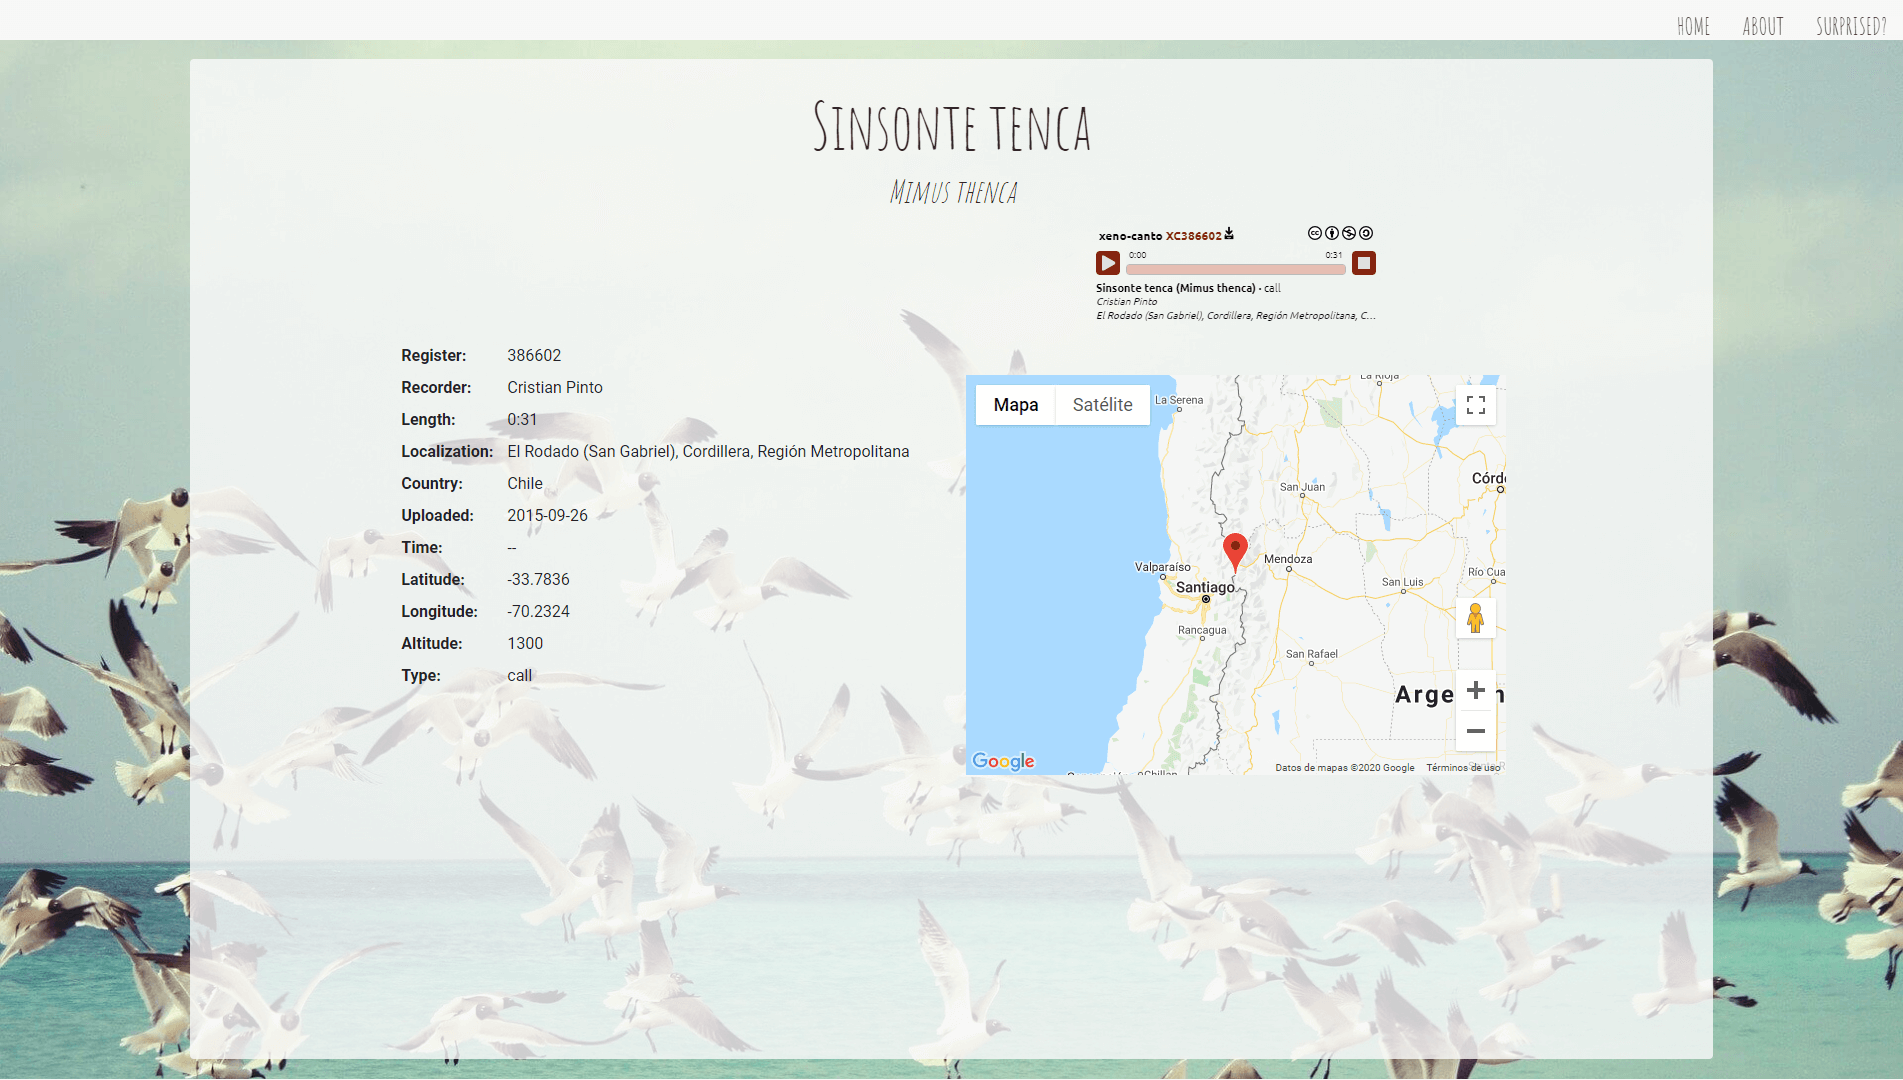 HOME ABOUT SURPRISED?
Sinsonte tenca
Mimus thenca
xeno-canto XC386602
0:00 0:31
Sinsonte tenca (Mimus thenca) · call
Cristian Pinto
El Rodado (San Gabriel), Cordillera, Región Metropolitana, C...
Register: 386602
Recorder: Cristian Pinto
Length: 0:31
Localization: El Rodado (San Gabriel), Cordillera, Región Metropolitana
Country: Chile
Uploaded: 2015-09-26
Time: --
Latitude: -33.7836
Longitude: -70.2324
Altitude: 1300
Type: call
La Rioja
Mapa Satélite
La Serena
Córdo
San Juan
Valparaíso
Mendoza
Santiago
San Luis
Río Cua
Rancagua
San Rafael
Arge n
Chillan
Google
Datos de mapas ©2020 Google Términos de uso